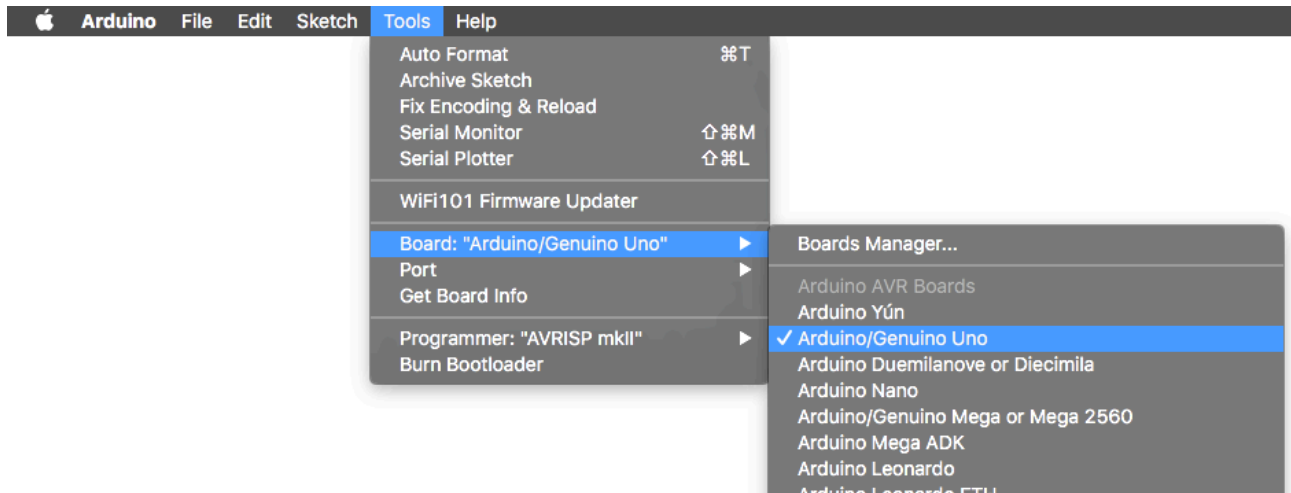 Arduino File Edit Sketch Tools Help
Auto Format ⌘T
Archive Sketch
Fix Encoding & Reload
Serial Monitor ⇧⌘M
Serial Plotter ⇧⌘L
WiFi101 Firmware Updater
Board: "Arduino/Genuino Uno" ▶
Port ▶
Get Board Info
Programmer: "AVRISP mkII" ▶
Burn Bootloader
Boards Manager...
Arduino AVR Boards
Arduino Yún
✓ Arduino/Genuino Uno
Arduino Duemilanove or Diecimila
Arduino Nano
Arduino/Genuino Mega or Mega 2560
Arduino Mega ADK
Arduino Leonardo
Arduino Leonardo ETH